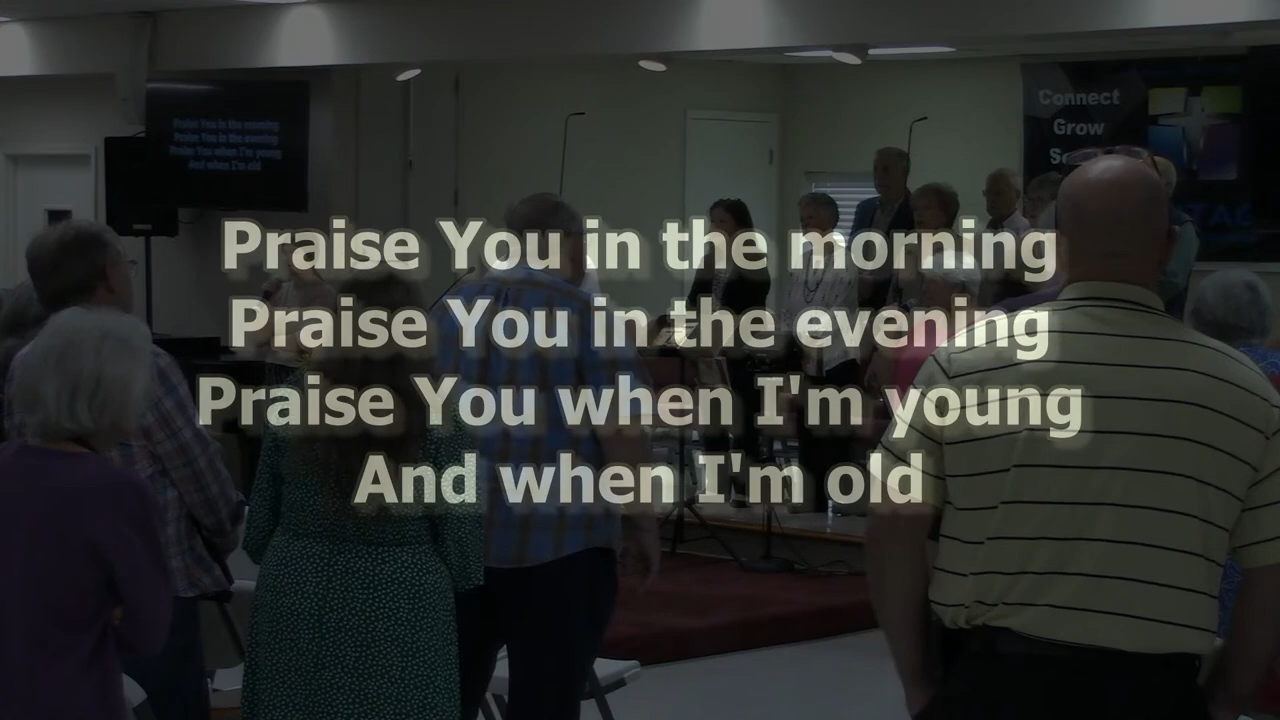 Praise You in the morning
Praise You in the evening
Praise You when I'm young
And when I'm old
Praise You in the morning
Praise You in the evening
Praise You when I'm young
And when I'm old
Connect
Grow